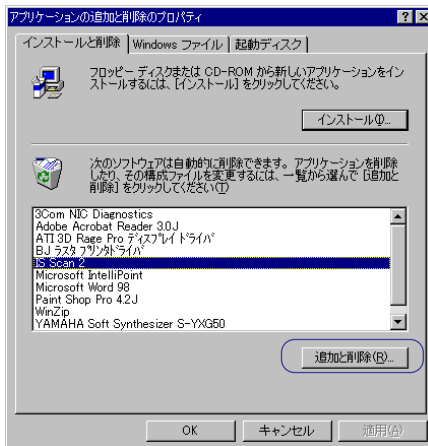 アプリケーションの追加と削除のプロパティ
インストールと削除
Windows ファイル
起動ディスク
フロッピー ディスクまたは CD-ROM から新しいアプリケーションをイン
ストールするには、[インストール] をクリックしてください。
インストール(I)...
次のソフトウェアは自動的に削除できます。アプリケーションを削除
したり、その構成ファイルを変更するには、一覧から選んで [追加と
削除] をクリックしてください(T)
3Com NIC Diagnostics
Adobe Acrobat Reader 3.0J
ATI 3D Rage Pro ディスプレイ ドライバ
BJ ラスタ プリンタドライバ
IS Scan 2
Microsoft IntelliPoint
Microsoft Word 98
Paint Shop Pro 4.2J
WinZip
YAMAHA Soft Synthesizer S-YXG50
追加と削除(R)...
OK
キャンセル
適用(A)